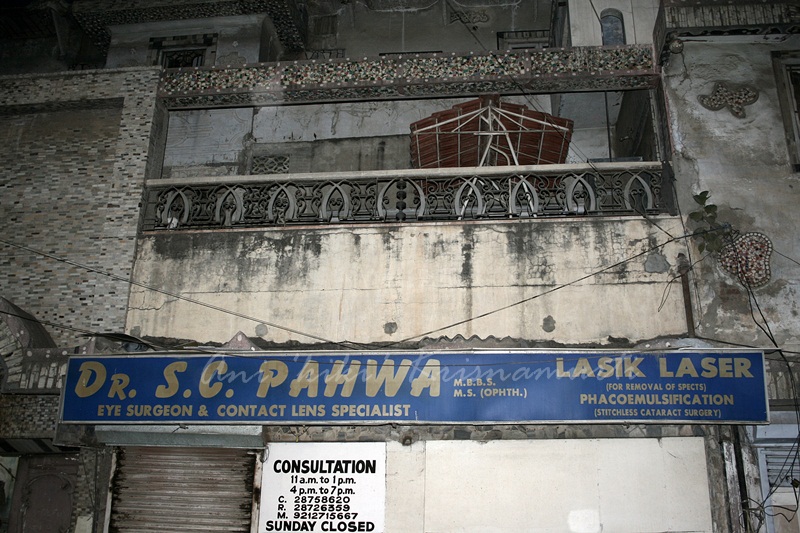 DR. S.C. PAHWA
M.B.B.S.
M.S. (OPHTH.)
EYE SURGEON & CONTACT LENS SPECIALIST
LASIK LASER
(FOR REMOVAL OF SPECTS)
PHACOEMULSIFICATION
(STITCHLESS CATARACT SURGERY)
CONSULTATION
11 a.m. to 1 p.m.
4 p.m. to 7 p.m.
C. 28758620
R. 28726359
M. 9212715667
SUNDAY CLOSED